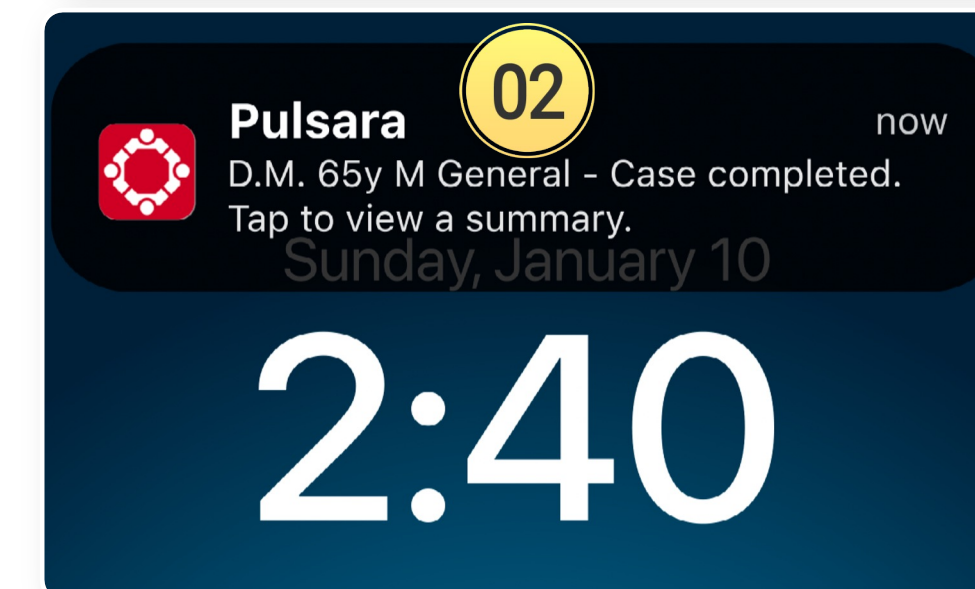 02
Pulsara
now
D.M. 65y M General - Case completed.
Tap to view a summary.
Sunday, January 10
2:40